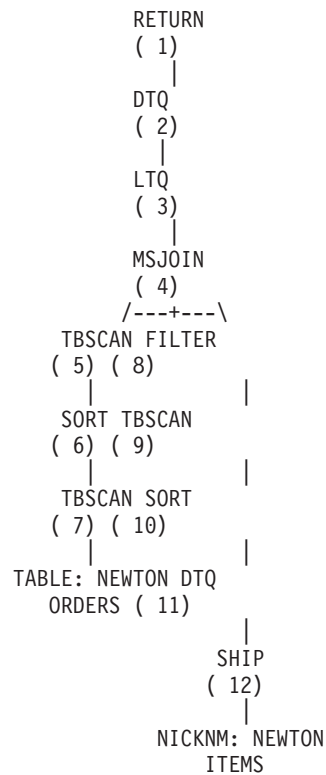 RETURN
( 1)
|
DTQ
( 2)
|
LTQ
( 3)
|
MSJOIN
( 4)
/---+---\
TBSCAN FILTER
( 5) ( 8)
| |
SORT TBSCAN
( 6) ( 9)
| |
TBSCAN SORT
( 7) ( 10)
| |
TABLE: NEWTON DTQ
ORDERS ( 11)
|
SHIP
( 12)
|
NICKNM: NEWTON
ITEMS